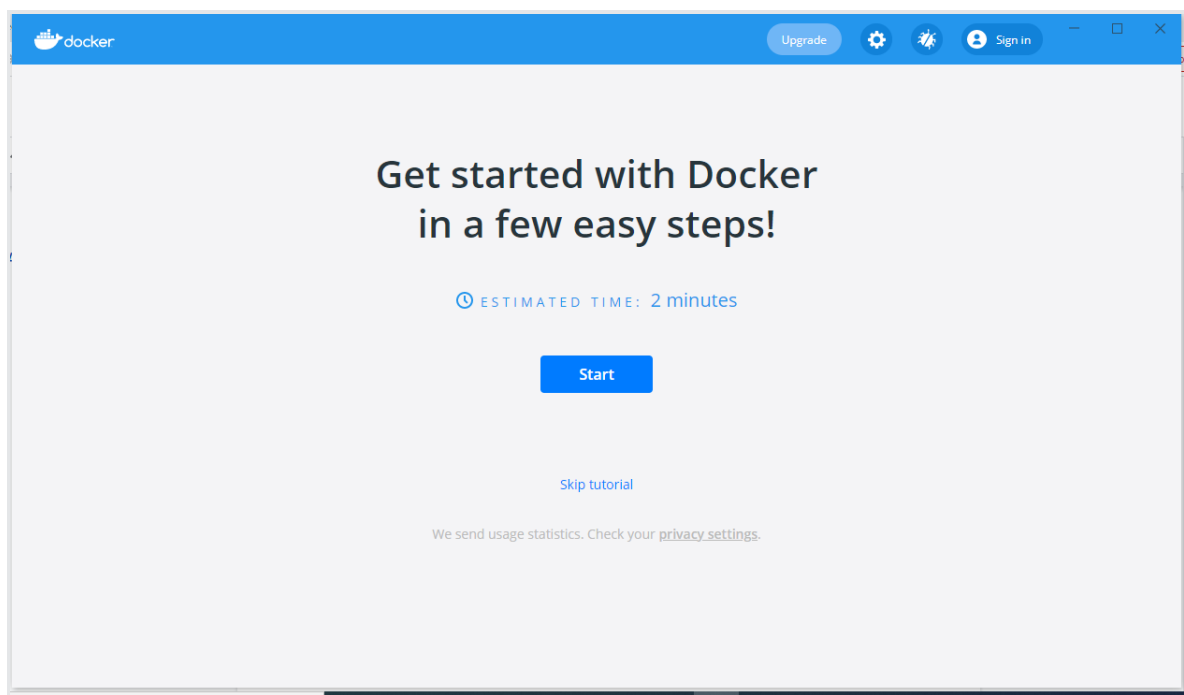 docker
Upgrade
Sign in
Get started with Docker
in a few easy steps!
ESTIMATED TIME: 2 minutes
Start
Skip tutorial
We send usage statistics. Check your privacy settings.